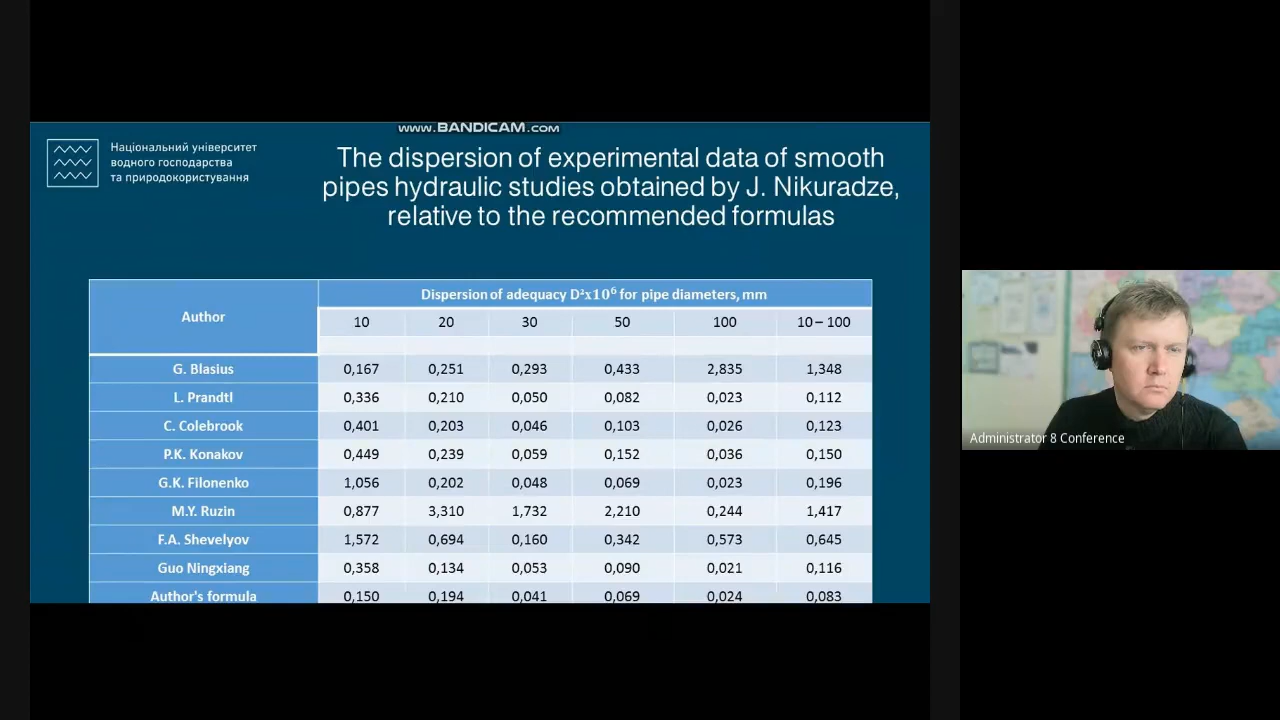 www.BANDICAM.com
Національний університет
водного господарства
та природокористування
The dispersion of experimental data of smooth
pipes hydraulic studies obtained by J. Nikuradze,
relative to the recommended formulas
Author
Dispersion of adequacy D²x10⁶ for pipe diameters, mm
10 20 30 50 100 10 – 100
G. Blasius 0,167 0,251 0,293 0,433 2,835 1,348
L. Prandtl 0,336 0,210 0,050 0,082 0,023 0,112
C. Colebrook 0,401 0,203 0,046 0,103 0,026 0,123
P.K. Konakov 0,449 0,239 0,059 0,152 0,036 0,150
G.K. Filonenko 1,056 0,202 0,048 0,069 0,023 0,196
M.Y. Ruzin 0,877 3,310 1,732 2,210 0,244 1,417
F.A. Shevelyov 1,572 0,694 0,160 0,342 0,573 0,645
Guo Ningxiang 0,358 0,134 0,053 0,090 0,021 0,116
Author's formula 0,150 0,194 0,041 0,069 0,024 0,083
Administrator 8 Conference